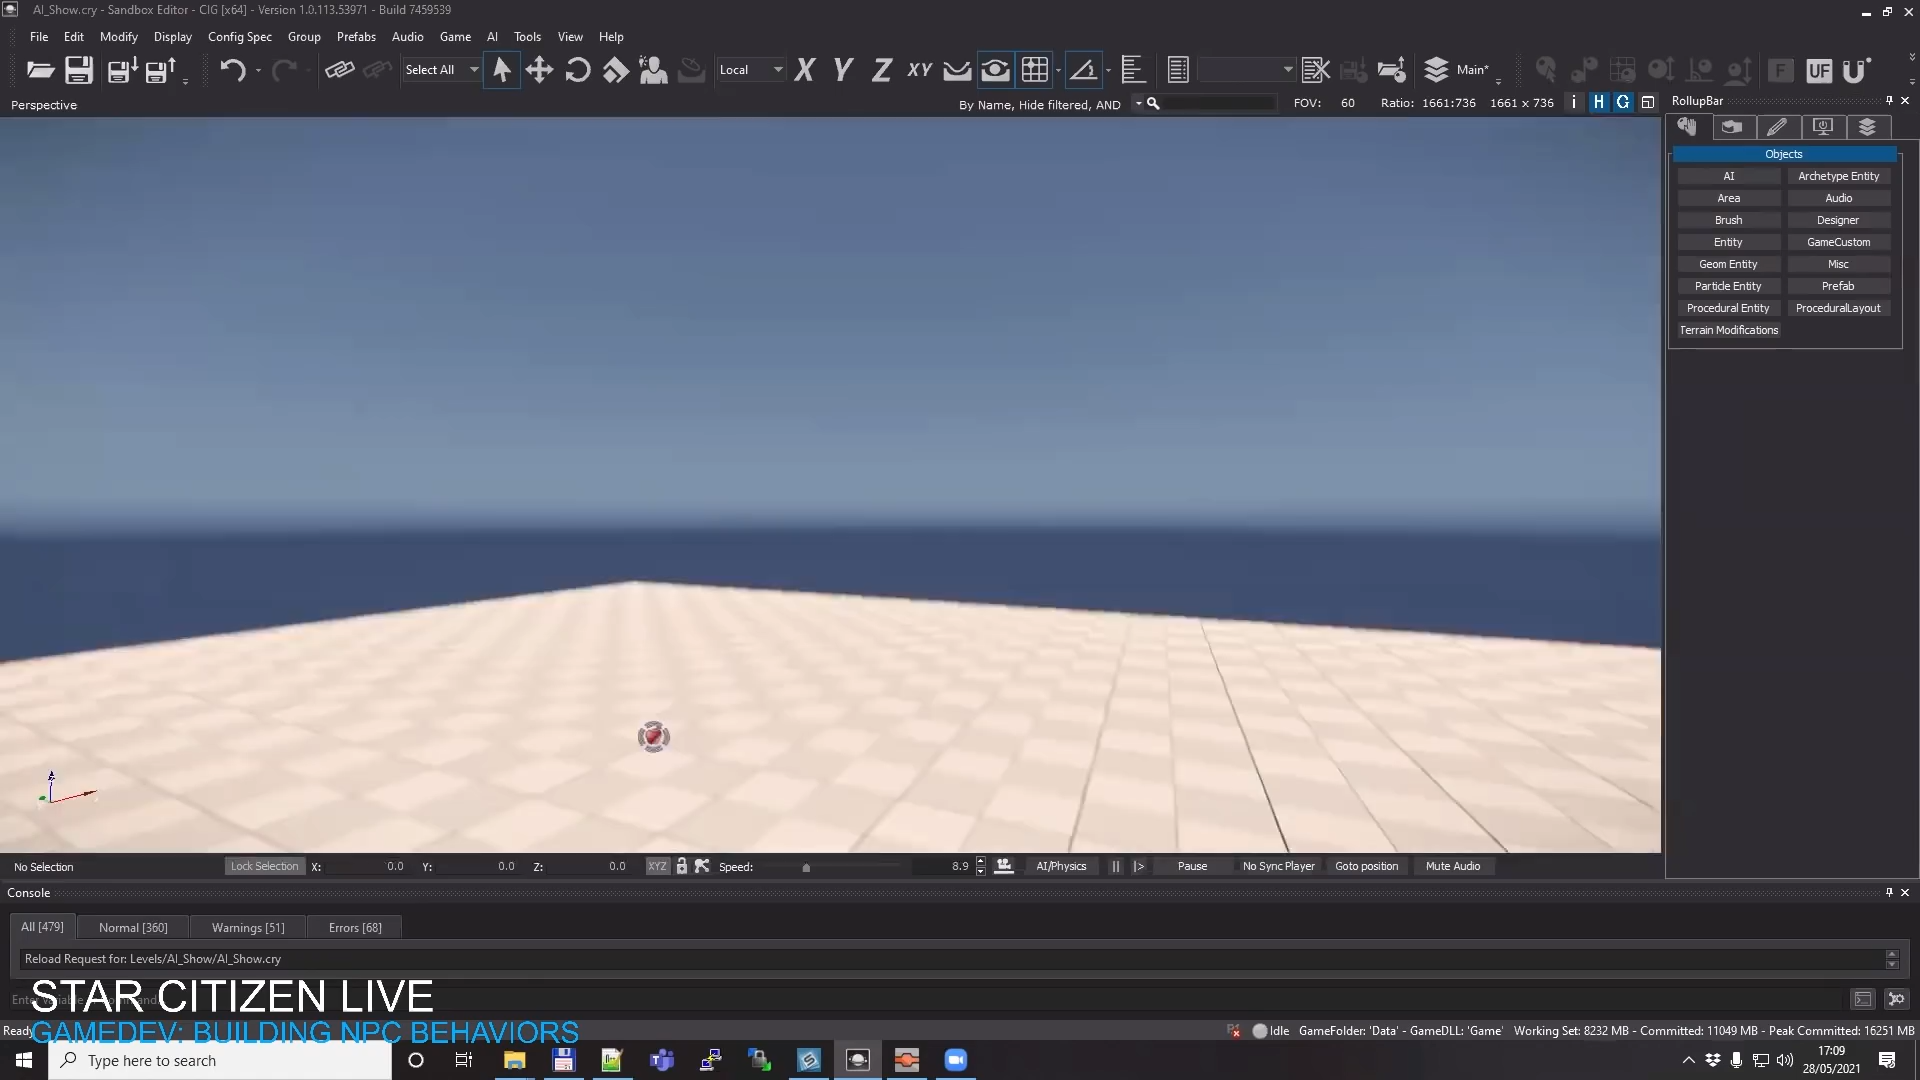 AI_Show.cry - Sandbox Editor - CIG [x64] - Version 1.0.113.53971 - Build 7459539
File Edit Modify Display Config Spec Group Prefabs Audio Game AI Tools View Help
Select All Local X Y Z XY Main* F UF U
Perspective By Name, Hide filtered, AND FOV: 60 Ratio: 1661:736 1661 x 736 i H G RollupBar
Objects
AI Archetype Entity
Area Audio
Brush Designer
Entity GameCustom
Geom Entity Misc
Particle Entity Prefab
Procedural Entity ProceduralLayout
Terrain Modifications
No Selection Lock Selection X: 0.0 Y: 0.0 Z: 0.0 XYZ Speed: 8.9 AI/Physics Pause No Sync Player Goto position Mute Audio
Console
All [479] Normal [360] Warnings [51] Errors [68]
Reload Request for: Levels/AI_Show/AI_Show.cry
STAR CITIZEN LIVE
Ready Idle GameFolder: 'Data' - GameDLL: 'Game' Working Set: 8232 MB - Committed: 11049 MB - Peak Committed: 16251 MB
GAMEDEV: BUILDING NPC BEHAVIORS
Type here to search
17:09
28/05/2021